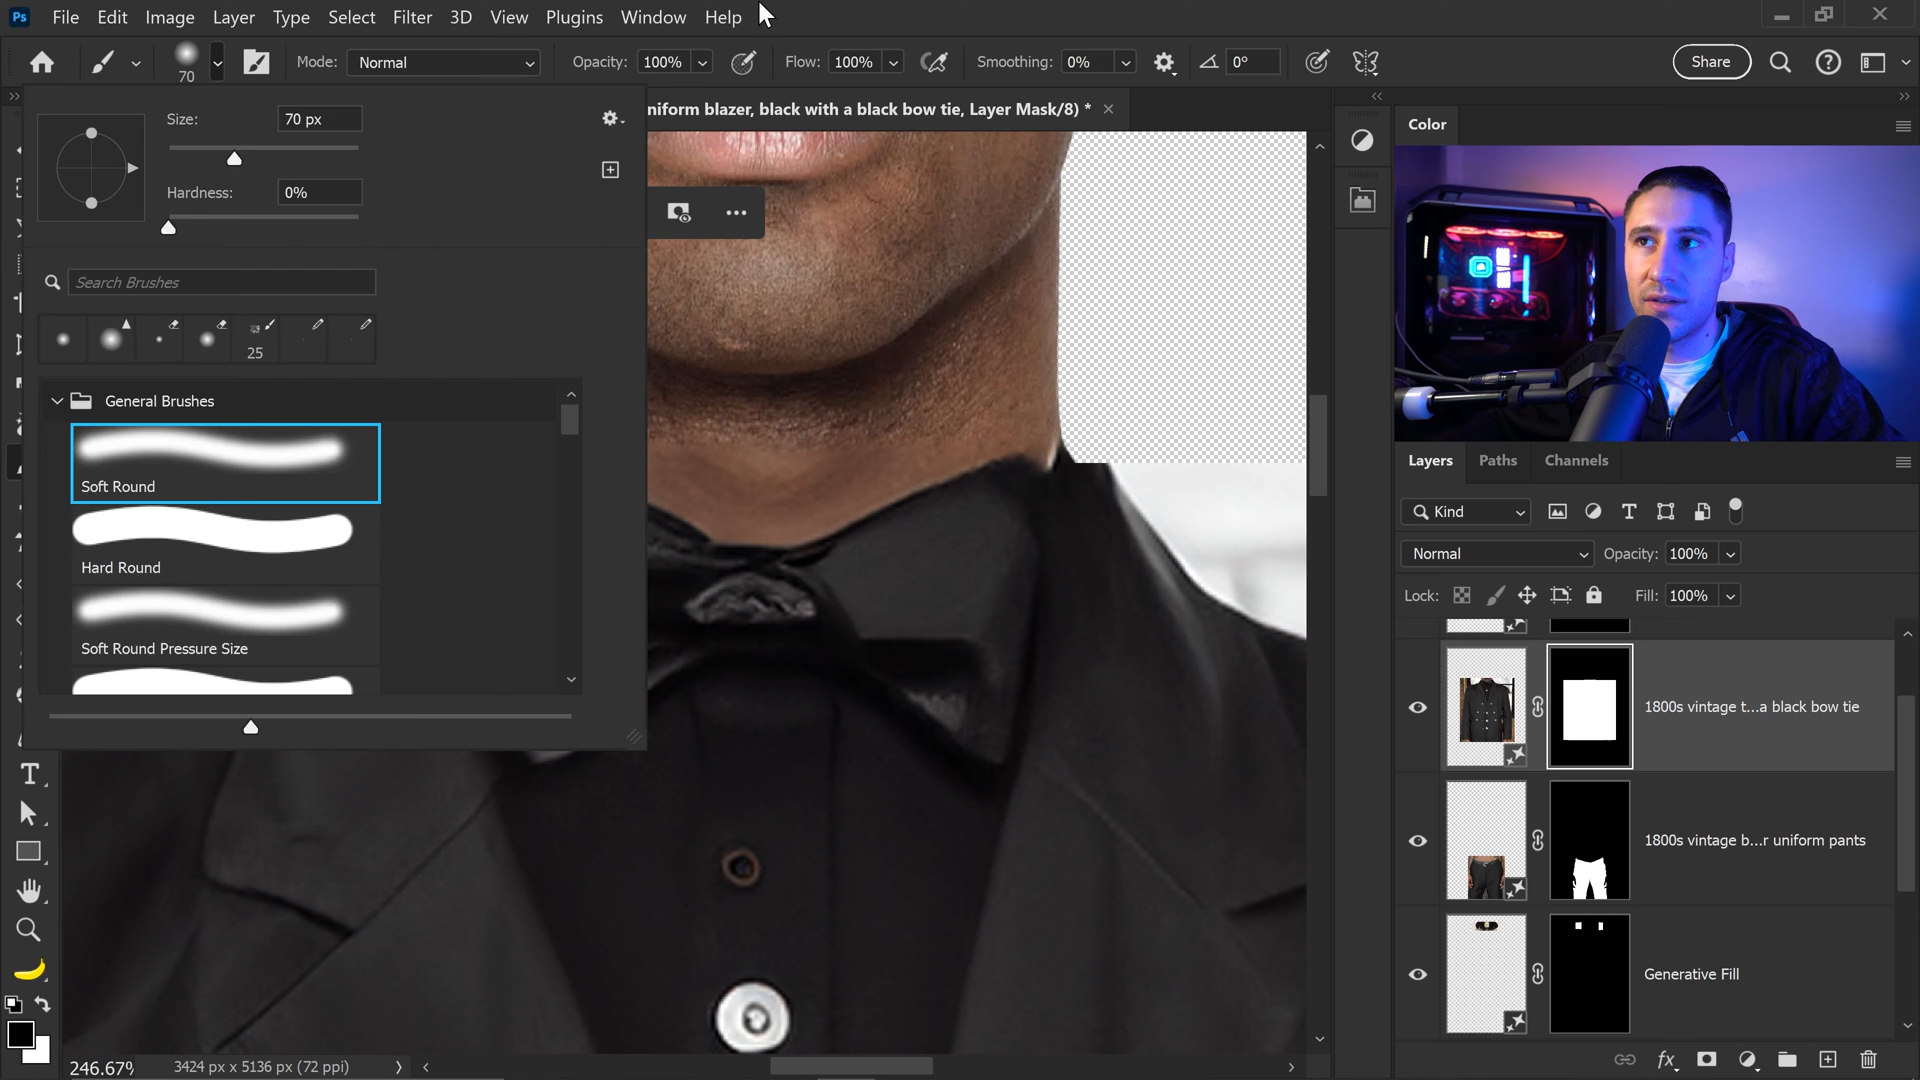 Ps File Edit Image Layer Type Select Filter 3D View Plugins Window Help
70 Mode: Normal Opacity: 100% Flow: 100% Smoothing: 0% 0° Share
niform blazer, black with a black bow tie, Layer Mask/8) *
Size: 70 px
Hardness: 0%
Search Brushes
25
General Brushes
Soft Round
Hard Round
Soft Round Pressure Size
Color
Layers Paths Channels
Kind
Normal Opacity: 100%
Lock: Fill: 100%
1800s vintage t...a black bow tie
1800s vintage b...r uniform pants
Generative Fill
246.67% 3424 px x 5136 px (72 ppi)
fx